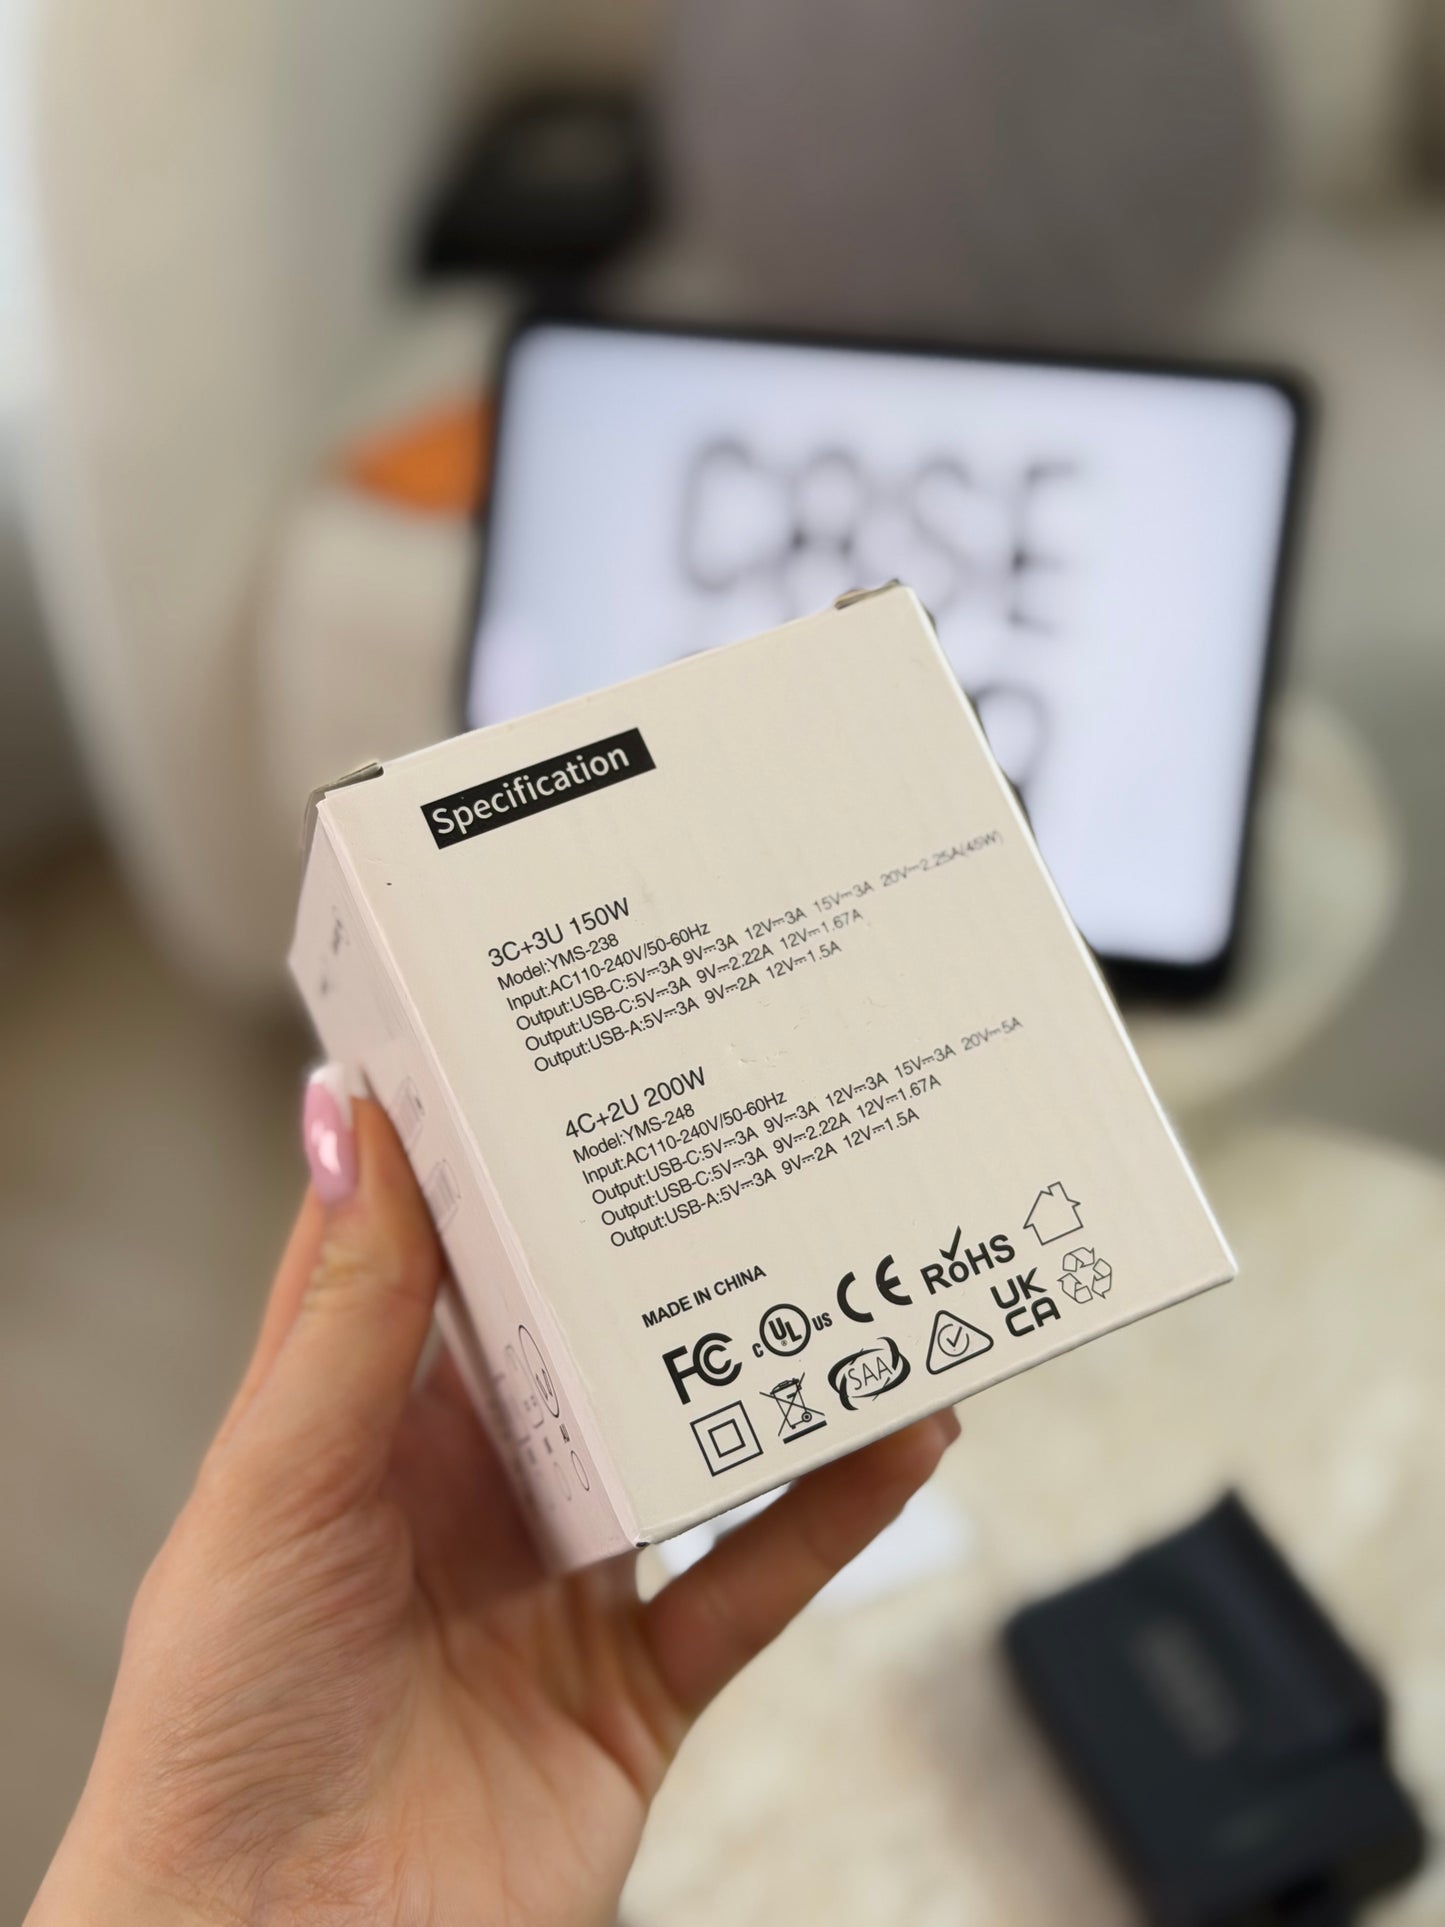 CASE
Specification
3C+3U 150W
Model:YMS-238
Input:AC110-240V/50-60Hz
Output:USB-C:5V⎓3A 9V⎓3A 12V⎓3A 15V⎓3A 20V⎓2.25A(45W)
Output:USB-C:5V⎓3A 9V⎓2.22A 12V⎓1.67A
Output:USB-A:5V⎓3A 9V⎓2A 12V⎓1.5A
4C+2U 200W
Model:YMS-248
Input:AC110-240V/50-60Hz
Output:USB-C:5V⎓3A 9V⎓3A 12V⎓3A 15V⎓3A 20V⎓5A
Output:USB-C:5V⎓3A 9V⎓2.22A 12V⎓1.67A
Output:USB-A:5V⎓3A 9V⎓2A 12V⎓1.5A
MADE IN CHINA
FC c UL US CE RoHS
SAA UK
CA